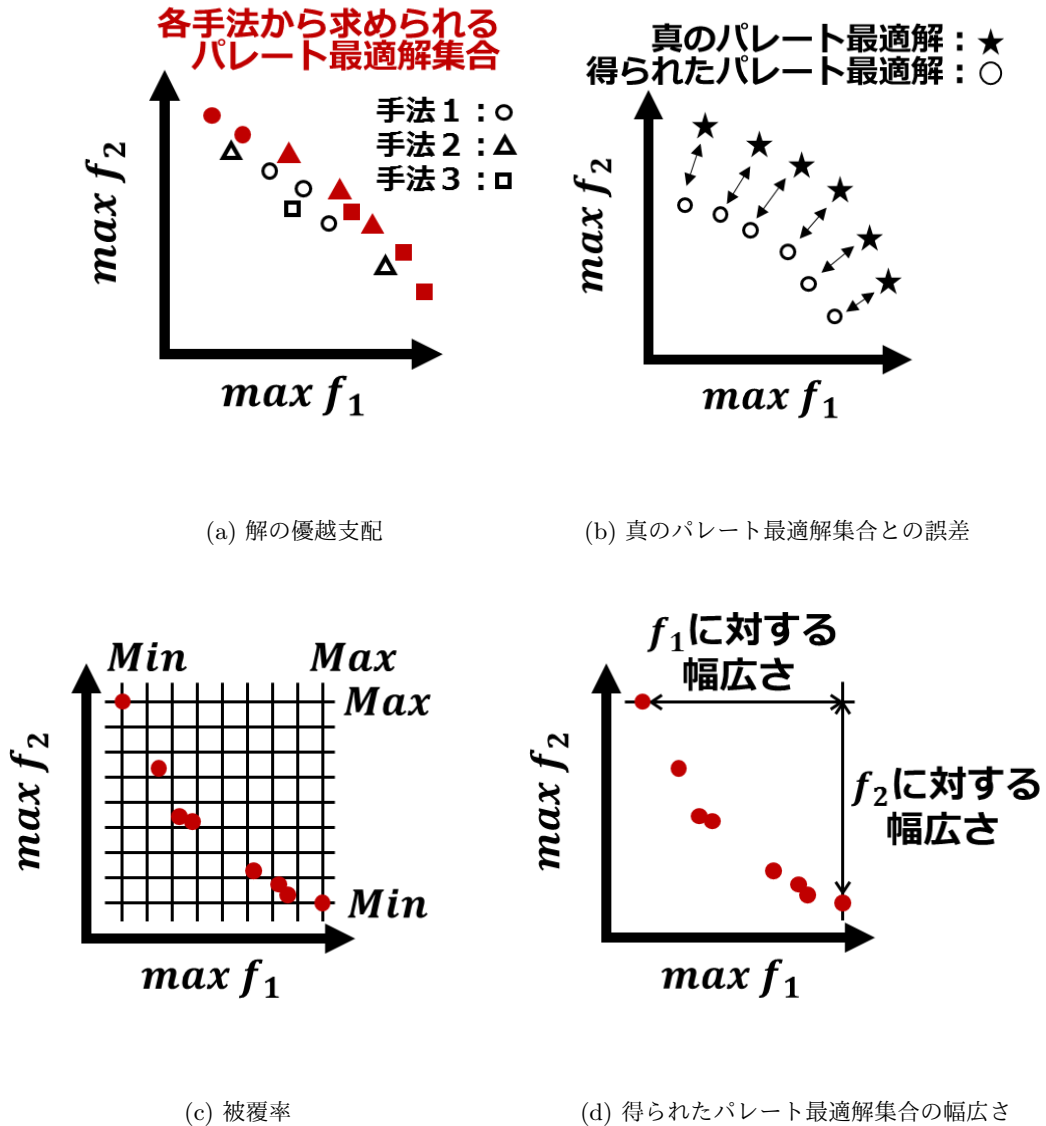 各手法から求められる
パレート最適解集合
手法1:○
手法2:△
手法3:□
max f₂
max f₁
(a) 解の優越支配
真のパレート最適解:★
得られたパレート最適解:○
max f₂
max f₁
(b) 真のパレート最適解集合との誤差
Min Max
Max
max f₂
Min
max f₁
(c) 被覆率
f₁に対する
幅広さ
max f₂
f₂に対する
幅広さ
max f₁
(d) 得られたパレート最適解集合の幅広さ